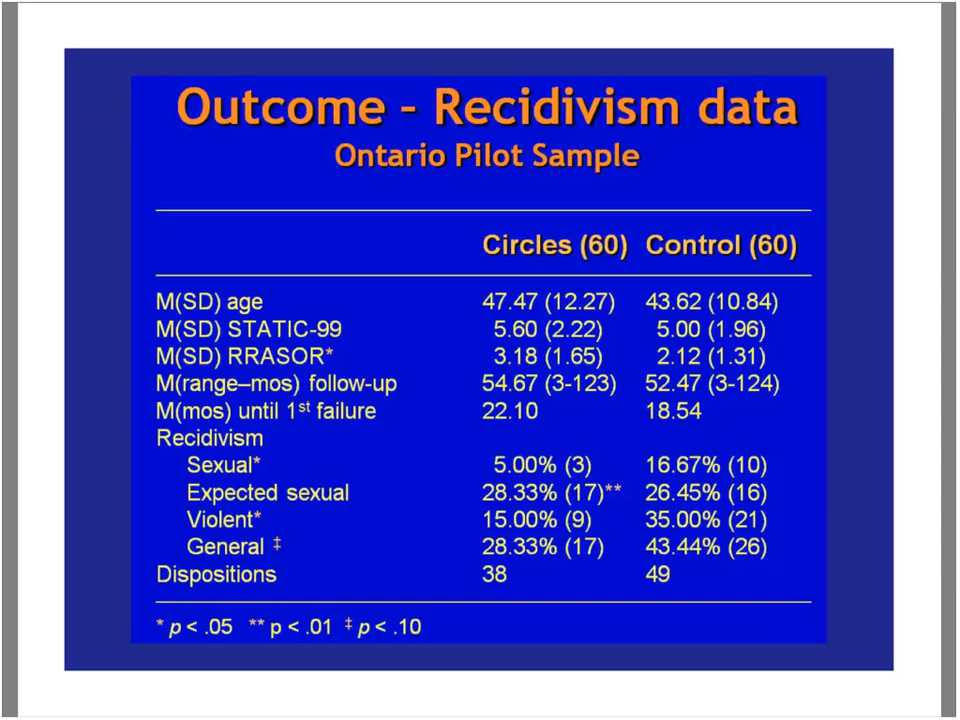 Outcome – Recidivism data
Ontario Pilot Sample
Circles (60) Control (60)
M(SD) age 47.47 (12.27) 43.62 (10.84)
M(SD) STATIC-99 5.60 (2.22) 5.00 (1.96)
M(SD) RRASOR* 3.18 (1.65) 2.12 (1.31)
M(range–mos) follow-up 54.67 (3-123) 52.47 (3-124)
M(mos) until 1st failure 22.10 18.54
Recidivism
Sexual* 5.00% (3) 16.67% (10)
Expected sexual 28.33% (17)** 26.45% (16)
Violent* 15.00% (9) 35.00% (21)
General ‡ 28.33% (17) 43.44% (26)
Dispositions 38 49
* p < .05 ** p < .01 ‡ p < .10